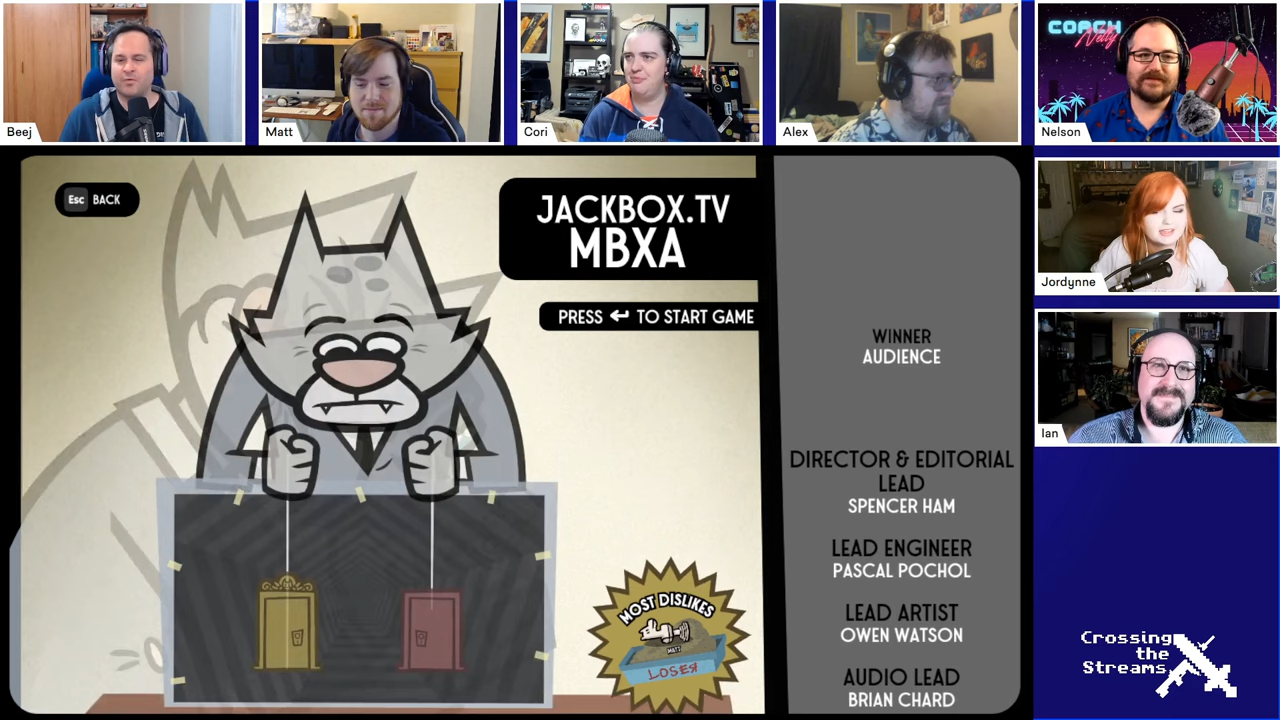 COACH
Nelly
Beej
Matt
Cori
Alex
Nelson
Esc BACK
JACKBOX.TV
MBXA
PRESS ↵ TO START GAME
WINNER
AUDIENCE
DIRECTOR & EDITORIAL
LEAD
SPENCER HAM
LEAD ENGINEER
PASCAL POCHOL
LEAD ARTIST
OWEN WATSON
AUDIO LEAD
BRIAN CHARD
MOST DISLIKES
MATT
LOSER
Jordynne
Ian
Crossing
the
Streams